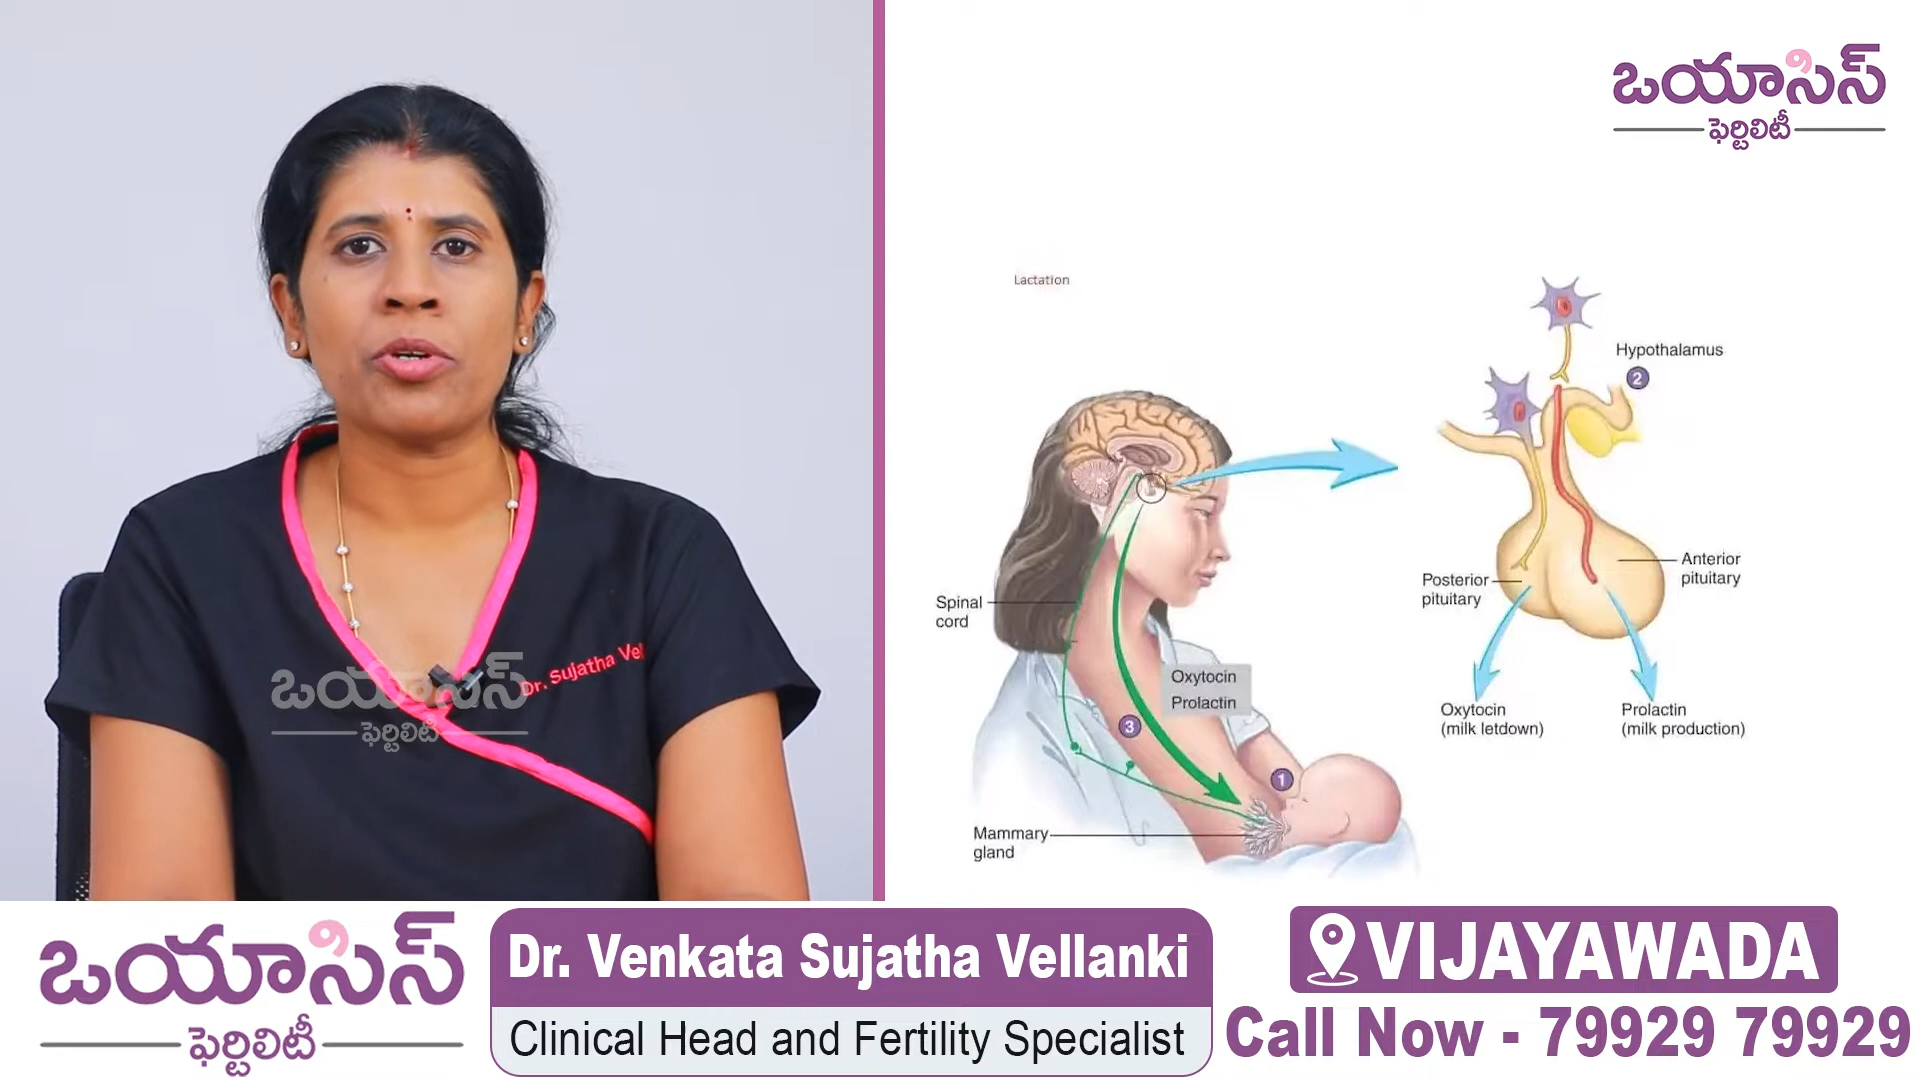 ఒయాసిస్
ఫెర్టిలిటీ
Lactation
Hypothalamus
2
Anterior
pituitary
Posterior
pituitary
Spinal
cord
Oxytocin
Prolactin
3
Oxytocin
(milk letdown)
Prolactin
(milk production)
1
Mammary
gland
Dr. Sujatha Vel
ఒయాసిస్
ఫెర్టిలిటీ
ఒయాసిస్
ఫెర్టిలిటీ
Dr. Venkata Sujatha Vellanki
Clinical Head and Fertility Specialist
VIJAYAWADA
Call Now - 79929 79929